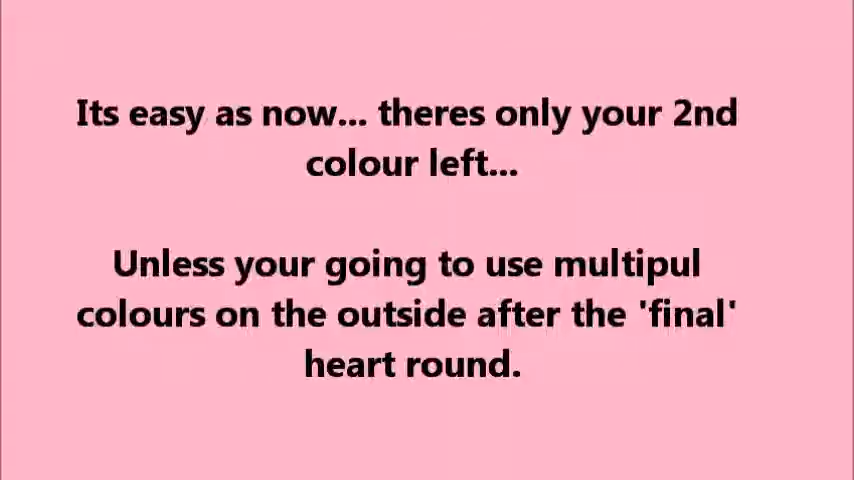 Its easy as now... theres only your 2nd
colour left...
Unless your going to use multipul
colours on the outside after the 'final'
heart round.